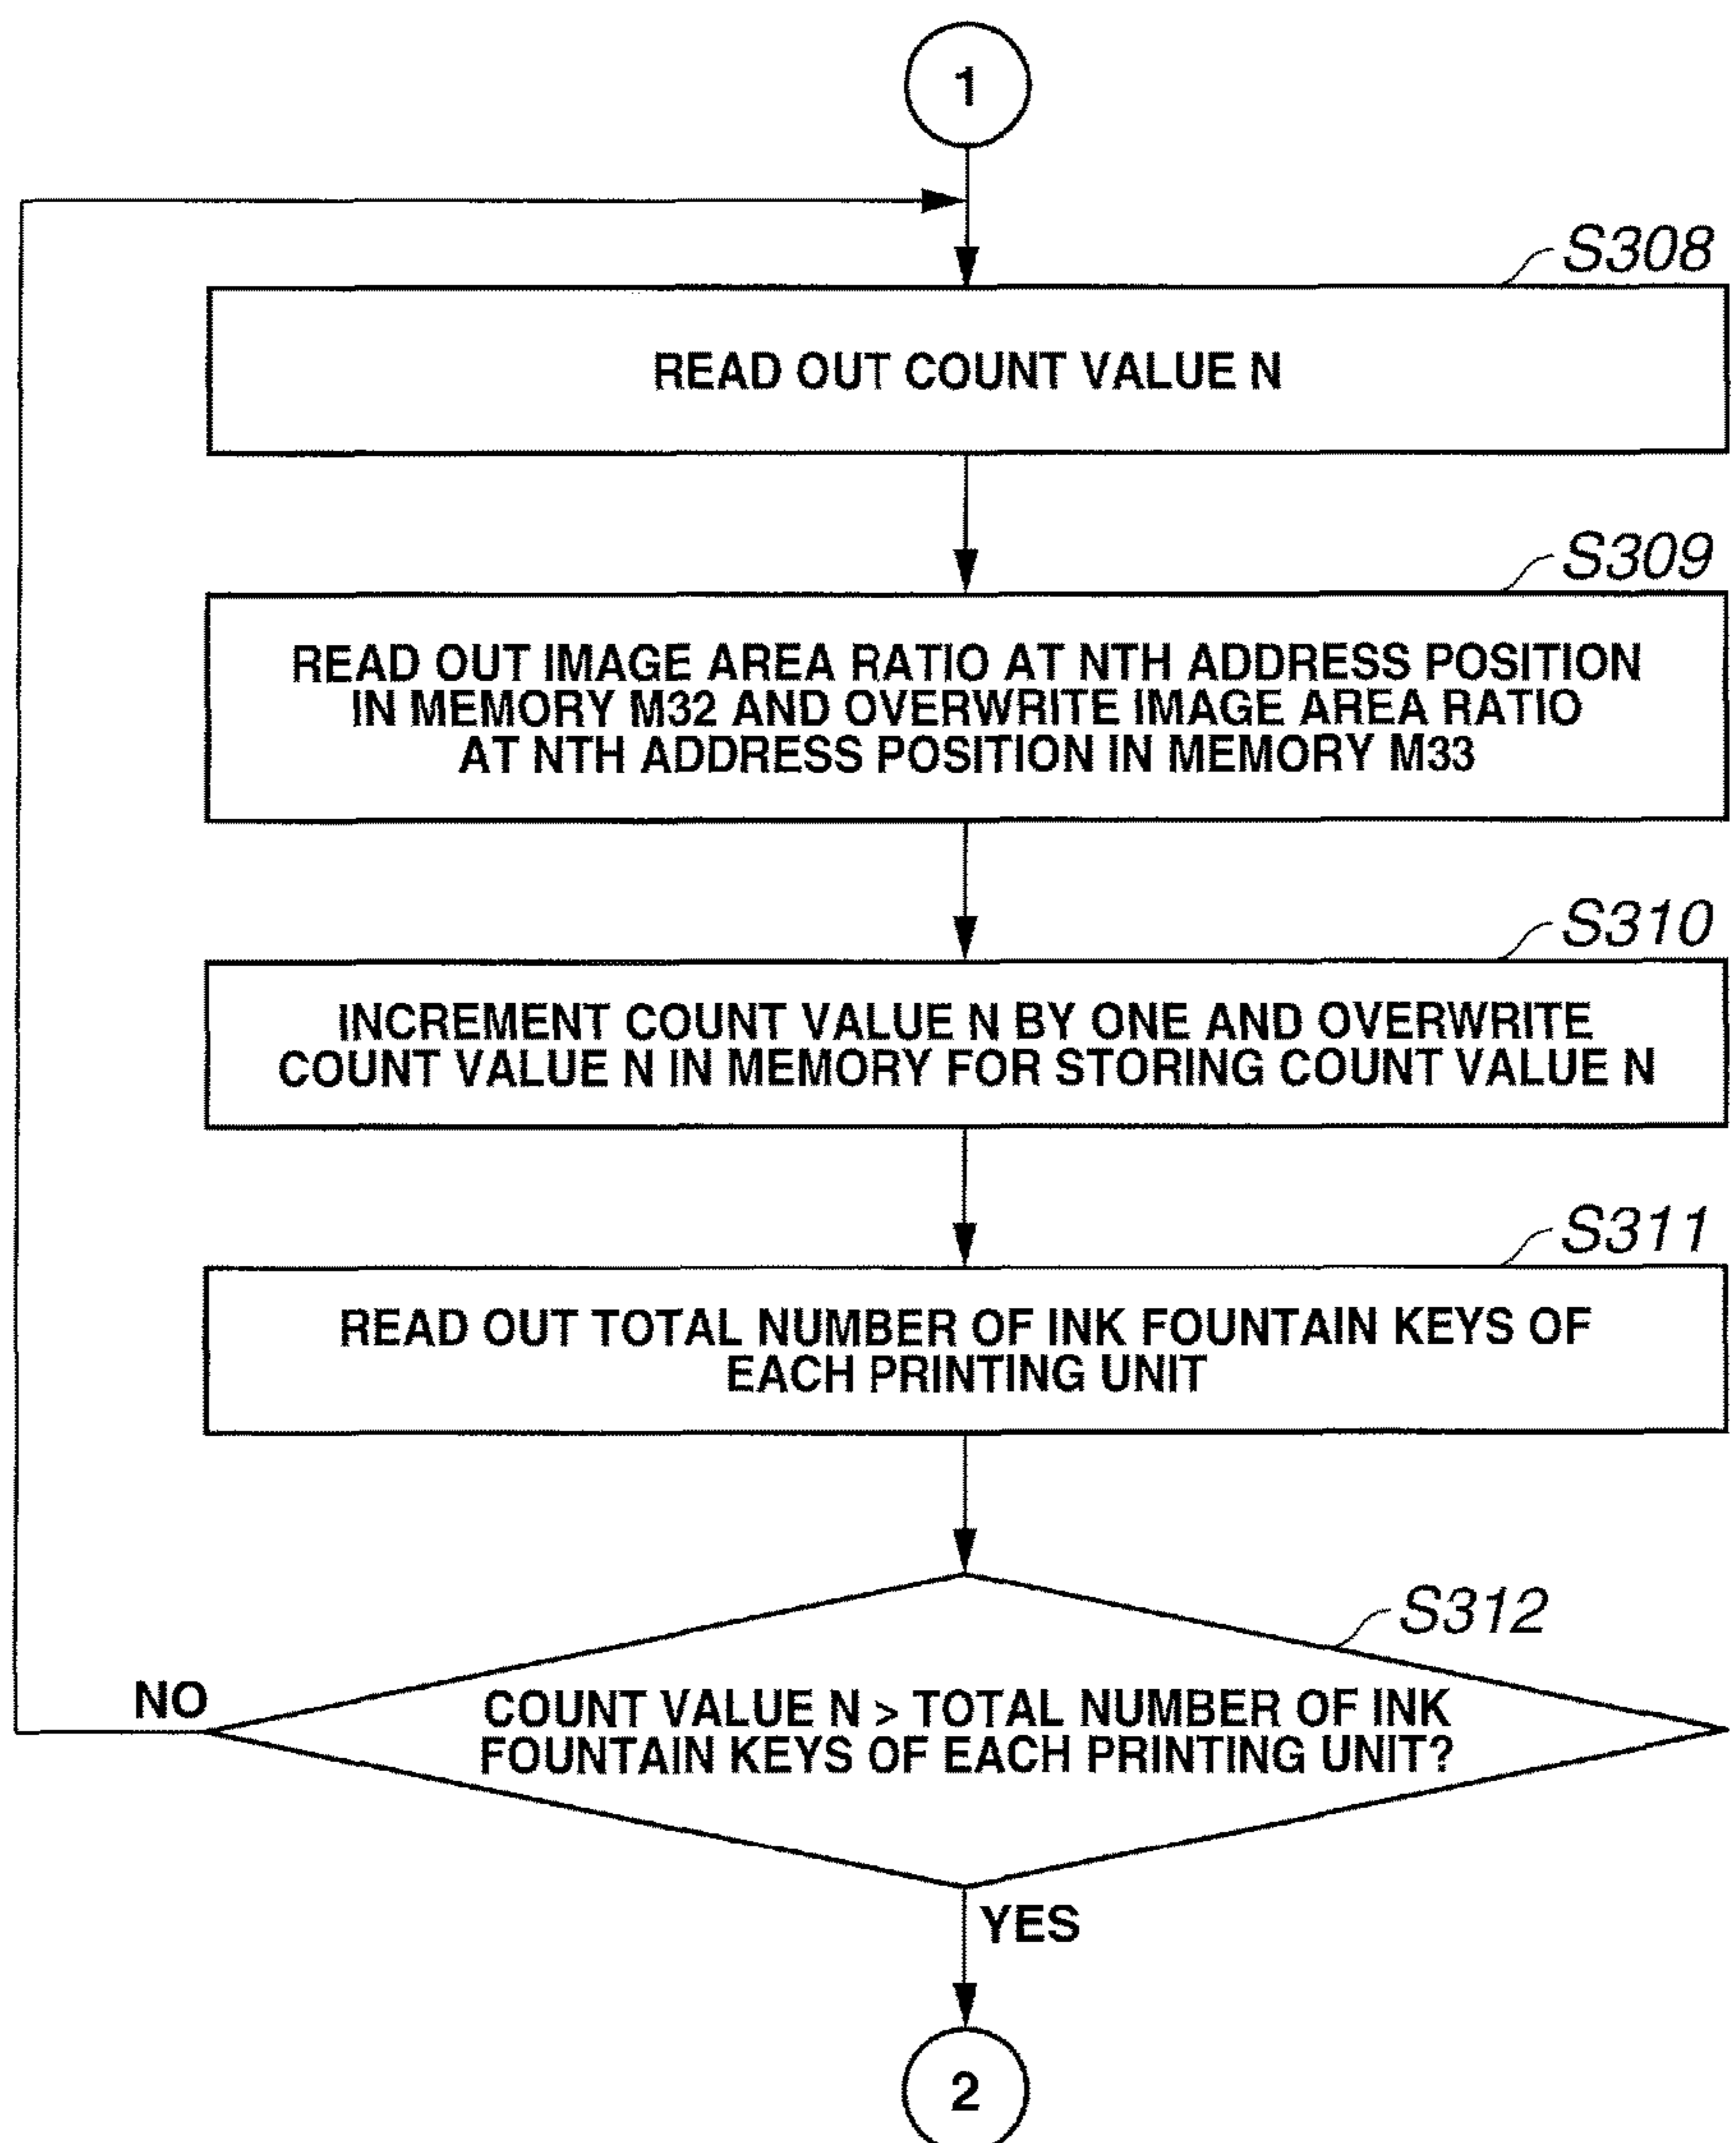 1
S308
READ OUT COUNT VALUE N
S309
READ OUT IMAGE AREA RATIO AT NTH ADDRESS POSITION
IN MEMORY M32 AND OVERWRITE IMAGE AREA RATIO
AT NTH ADDRESS POSITION IN MEMORY M33
S310
INCREMENT COUNT VALUE N BY ONE AND OVERWRITE
COUNT VALUE N IN MEMORY FOR STORING COUNT VALUE N
S311
READ OUT TOTAL NUMBER OF INK FOUNTAIN KEYS OF
EACH PRINTING UNIT
S312
NO
COUNT VALUE N > TOTAL NUMBER OF INK
FOUNTAIN KEYS OF EACH PRINTING UNIT?
YES
2